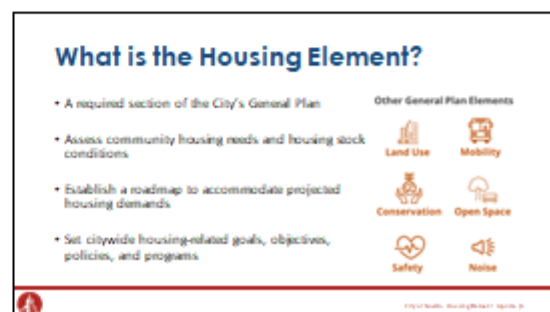 What is the Housing Element?
• A required section of the City's General Plan
• Assess community housing needs and housing stock
conditions
• Establish a roadmap to accommodate projected
housing demands
• Set citywide housing-related goals, objectives,
policies, and programs
Other General Plan Elements
Land Use Mobility
Conservation Open Space
Safety Noise